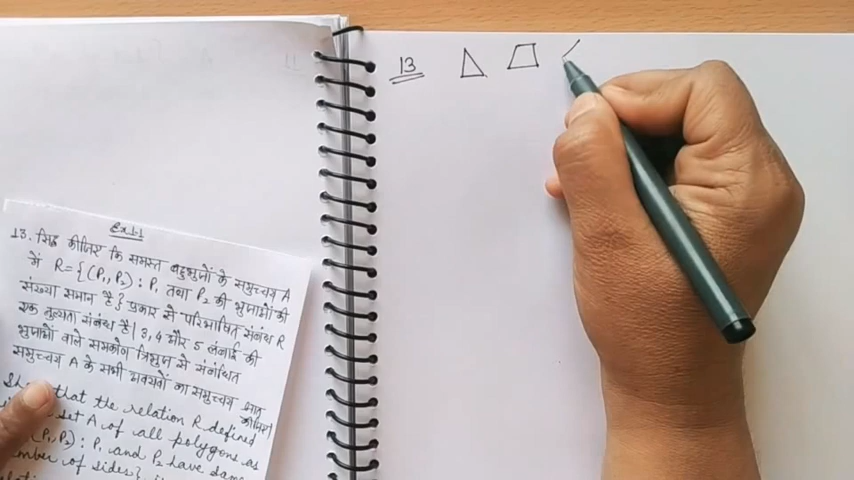 13
Ex 1.1
13. सिद्ध कीजिए कि समस्त बहुभुजों के समुच्चय A
में R = {(P₁, P₂) : P₁ तथा P₂ की भुजाओं की
संख्या समान है} प्रकार से परिभाषित संबंध R
एक तुल्यता संबंध है। 3, 4 और 5 लंबाई की
भुजाओं वाले समकोण त्रिभुज से संबंधित
समुच्चय A के सभी अवयवों का समुच्चय ज्ञात
कीजिए।
that the relation R defined
set A of all polygons as
P₂) : P₁ and P₂ have same
of sides},